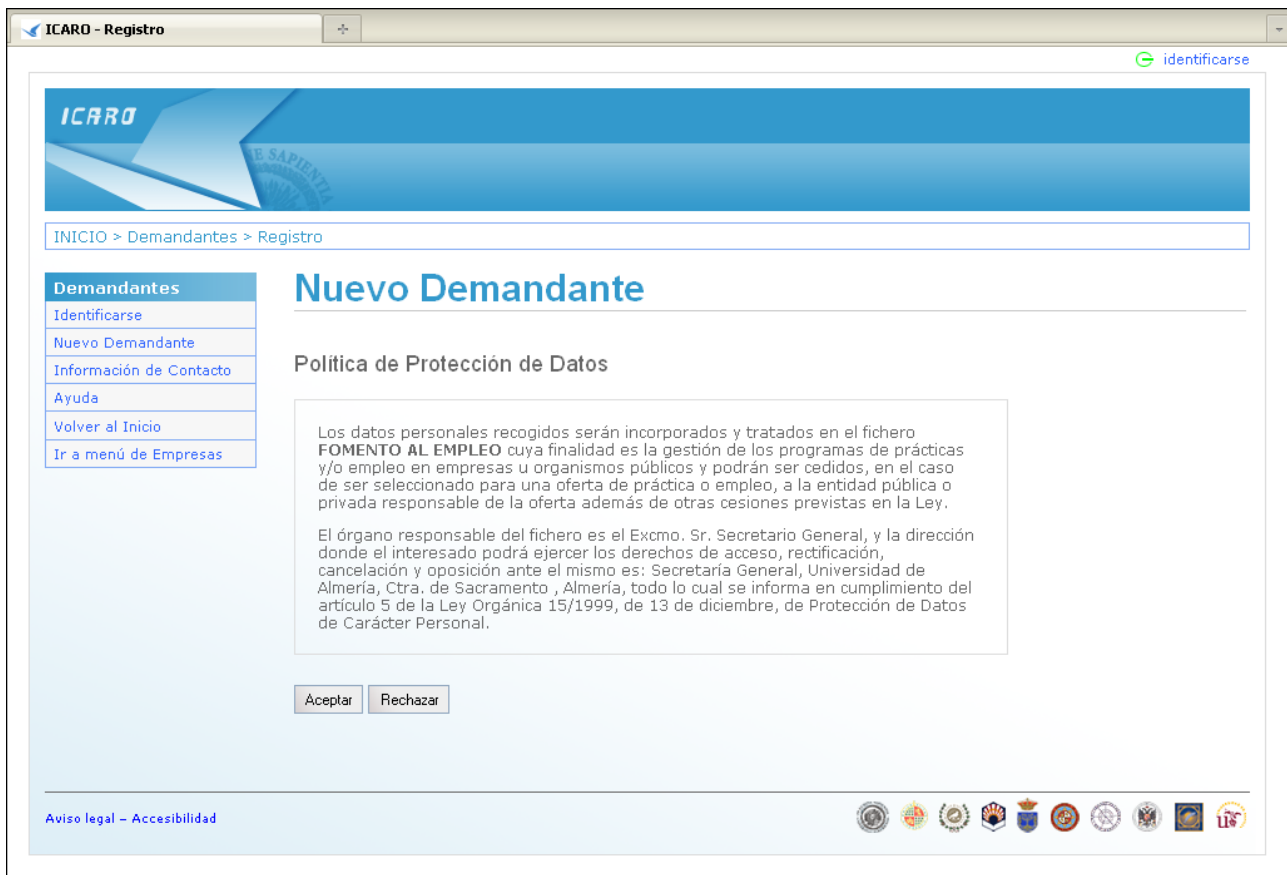 ICARO - Registro
identificarse
ICARO
E SAPIENTIA
INICIO > Demandantes > Registro
Demandantes
Identificarse
Nuevo Demandante
Información de Contacto
Ayuda
Volver al Inicio
Ir a menú de Empresas
Nuevo Demandante
Política de Protección de Datos
Los datos personales recogidos serán incorporados y tratados en el fichero
FOMENTO AL EMPLEO cuya finalidad es la gestión de los programas de prácticas
y/o empleo en empresas u organismos públicos y podrán ser cedidos, en el caso
de ser seleccionado para una oferta de práctica o empleo, a la entidad pública o
privada responsable de la oferta además de otras cesiones previstas en la Ley.
El órgano responsable del fichero es el Excmo. Sr. Secretario General, y la dirección
donde el interesado podrá ejercer los derechos de acceso, rectificación,
cancelación y oposición ante el mismo es: Secretaría General, Universidad de
Almería, Ctra. de Sacramento , Almería, todo lo cual se informa en cumplimiento del
artículo 5 de la Ley Orgánica 15/1999, de 13 de diciembre, de Protección de Datos
de Carácter Personal.
Aceptar Rechazar
Aviso legal – Accesibilidad